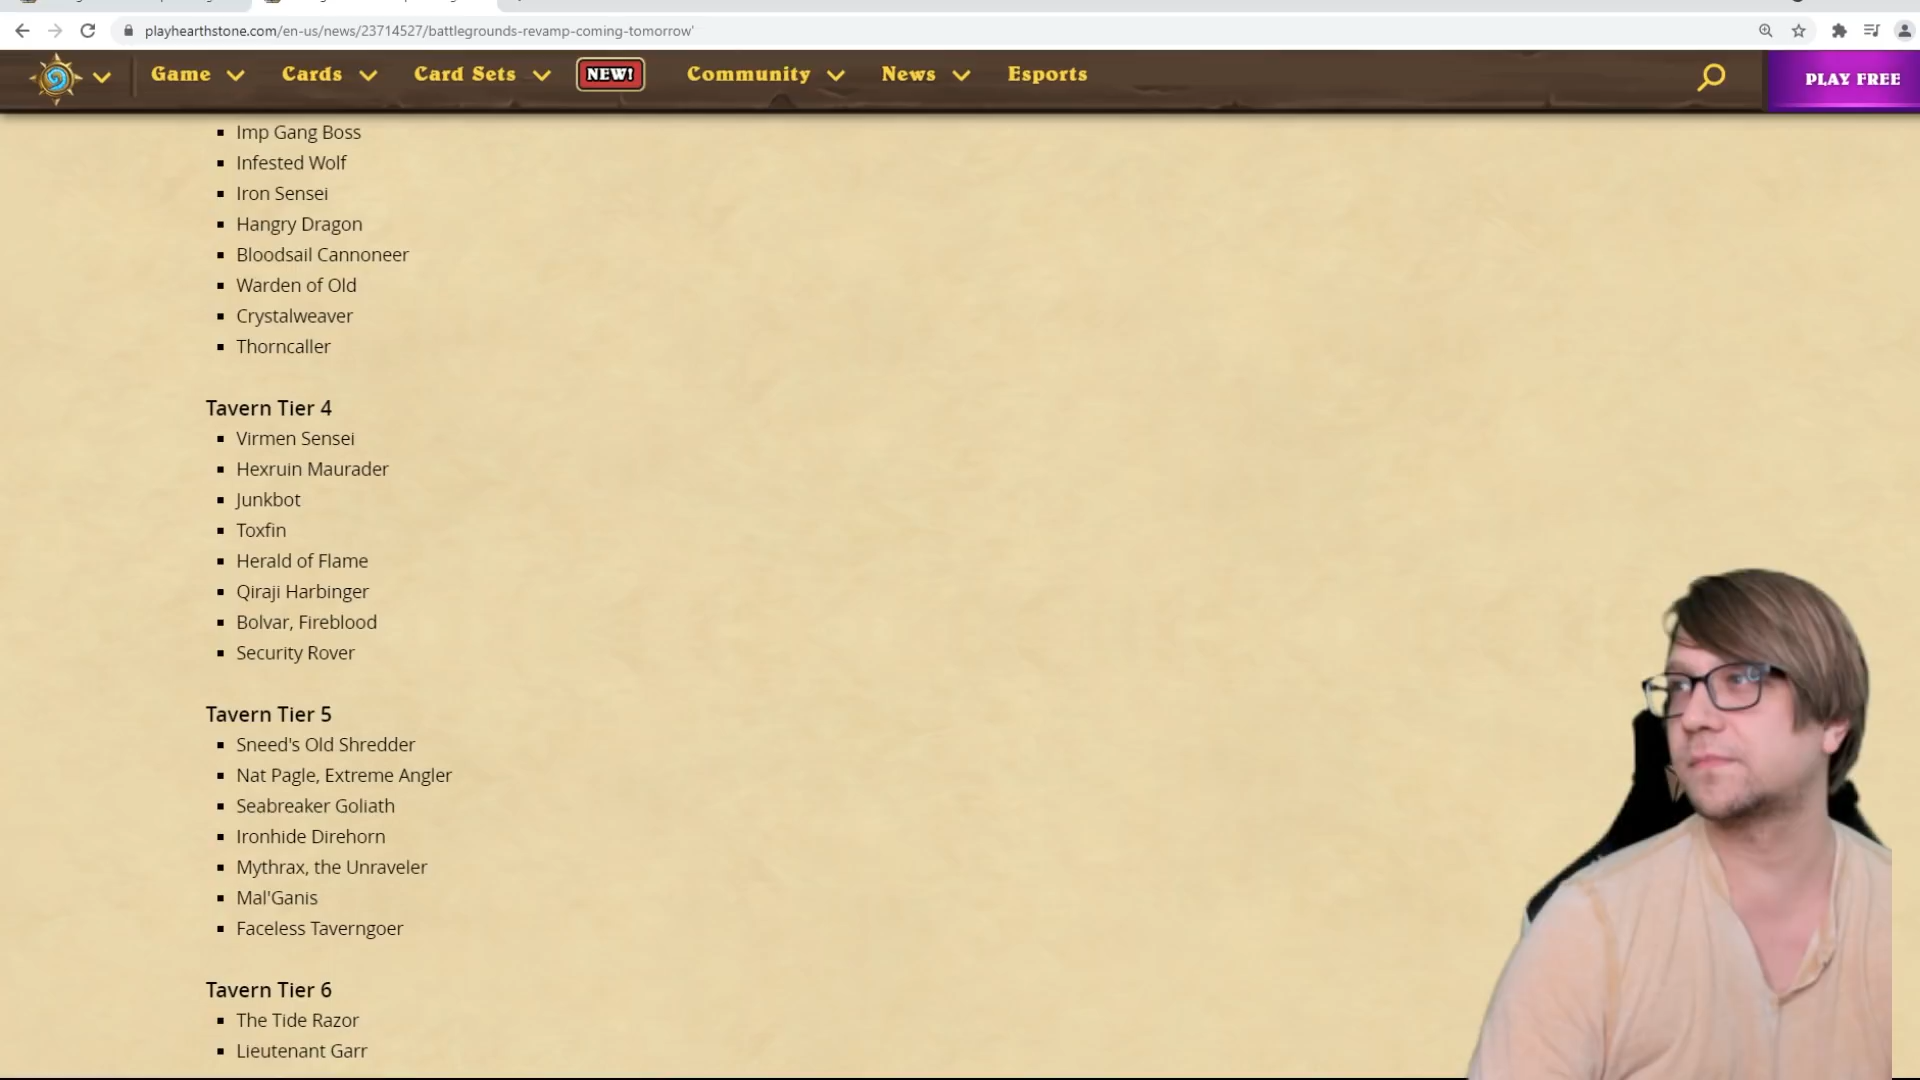 playhearthstone.com/en-us/news/23714527/battlegrounds-revamp-coming-tomorrow'
Game Cards Card Sets NEW! Community News Esports PLAY FREE
Imp Gang Boss
Infested Wolf
Iron Sensei
Hangry Dragon
Bloodsail Cannoneer
Warden of Old
Crystalweaver
Thorncaller
Tavern Tier 4
Virmen Sensei
Hexruin Maurader
Junkbot
Toxfin
Herald of Flame
Qiraji Harbinger
Bolvar, Fireblood
Security Rover
Tavern Tier 5
Sneed's Old Shredder
Nat Pagle, Extreme Angler
Seabreaker Goliath
Ironhide Direhorn
Mythrax, the Unraveler
Mal'Ganis
Faceless Taverngoer
Tavern Tier 6
The Tide Razor
Lieutenant Garr